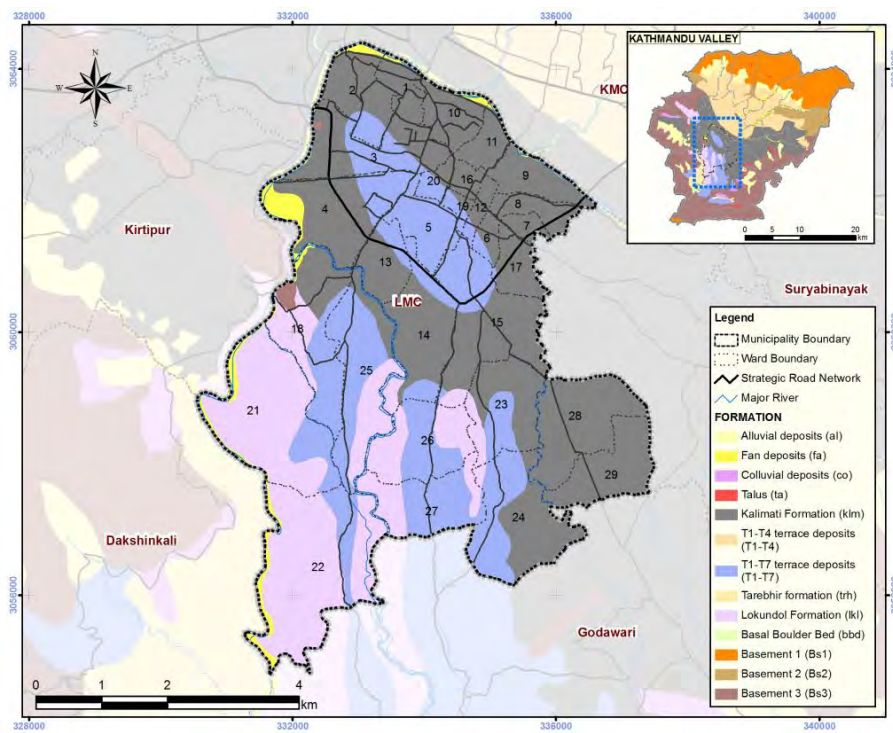 328000
332000
336000
340000
3064000
KATHMANDU VALLEY
0 10 20
km
N
W E
S
KMC
2
1
10
11
3
16
9
20
8
19 12
4
5
7
6
Kirtipur
13
17
Suryabinayak
LMC
18
14
15
3060000
25
21
23
28
26
29
27
24
Dakshinkali
22
Godawari
Legend
Municipality Boundary
Ward Boundary
Strategic Road Network
Major River
FORMATION
Alluvial deposits (al)
Fan deposits (fa)
Colluvial deposits (co)
Talus (ta)
Kalimati Formation (klm)
T1-T4 terrace deposits
(T1-T4)
T1-T7 terrace deposits
(T1-T7)
Tarebhir formation (trh)
Lokundol Formation (lkl)
Basal Boulder Bed (bbd)
Basement 1 (Bs1)
Basement 2 (Bs2)
Basement 3 (Bs3)
3056000
0 1 2 4
km
328000
332000
336000
340000